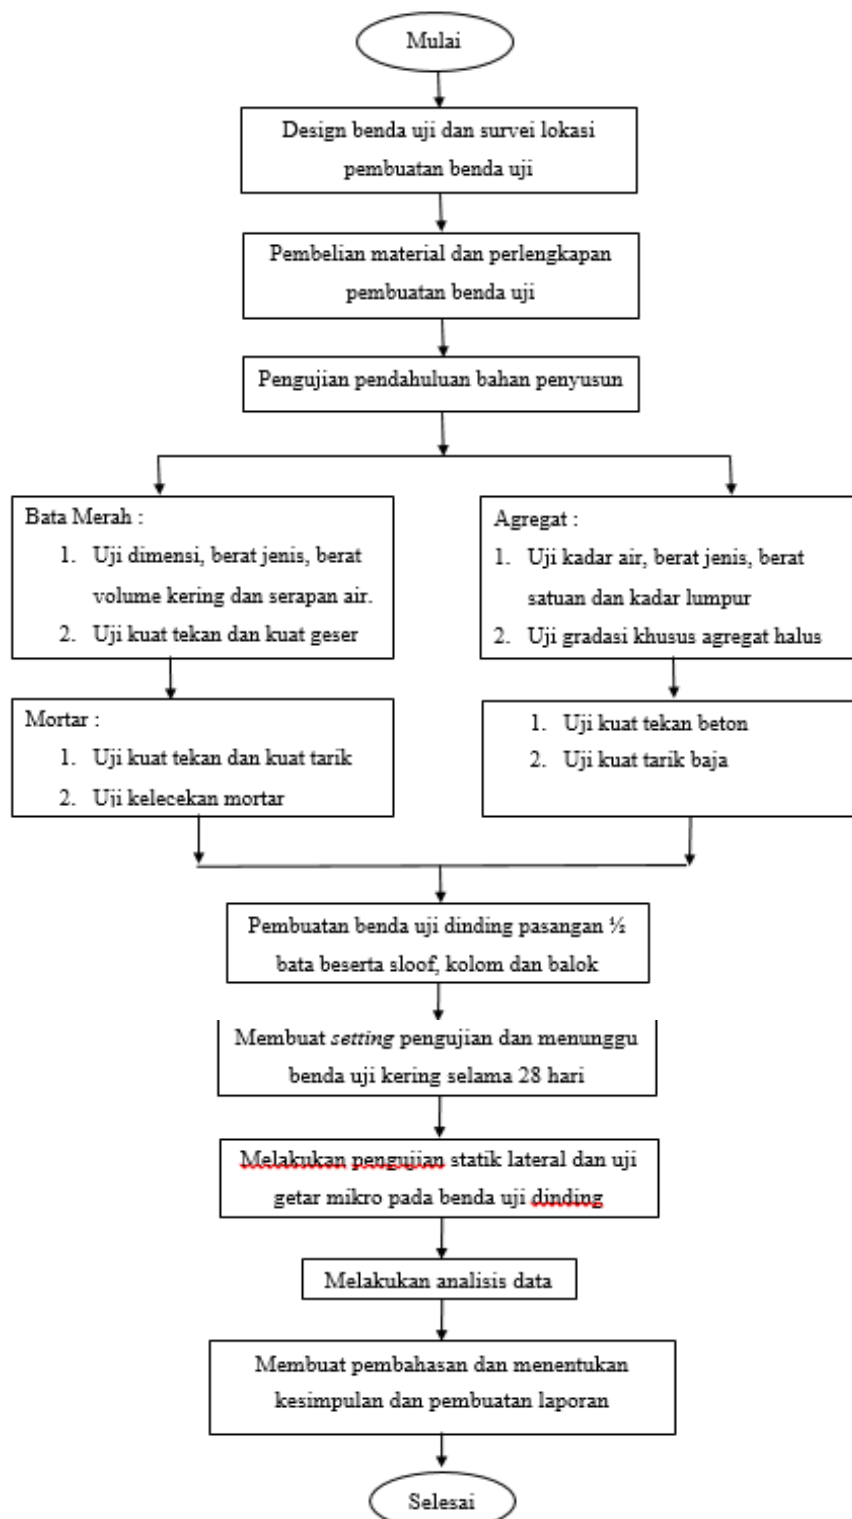 Mulai
Design benda uji dan survei lokasi
pembuatan benda uji
Pembelian material dan perlengkapan
pembuatan benda uji
Pengujian pendahuluan bahan penyusun
Bata Merah :
1. Uji dimensi, berat jenis, berat
volume kering dan serapan air.
2. Uji kuat tekan dan kuat geser
Agregat :
1. Uji kadar air, berat jenis, berat
satuan dan kadar lumpur
2. Uji gradasi khusus agregat halus
Mortar :
1. Uji kuat tekan dan kuat tarik
2. Uji kelecekan mortar
1. Uji kuat tekan beton
2. Uji kuat tarik baja
Pembuatan benda uji dinding pasangan ½
bata beserta sloof, kolom dan balok
Membuat setting pengujian dan menunggu
benda uji kering selama 28 hari
Melakukan pengujian statik lateral dan uji
getar mikro pada benda uji dinding
Melakukan analisis data
Membuat pembahasan dan menentukan
kesimpulan dan pembuatan laporan
Selesai